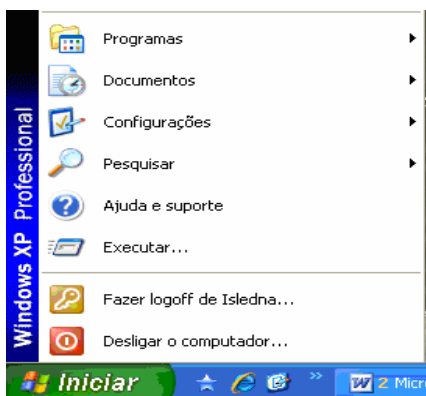 Programas
Documentos
Configurações
Pesquisar
Ajuda e suporte
Executar...
Fazer logoff de Isledna...
Desligar o computador...
Windows XP Professional
Iniciar
» 2 Micr